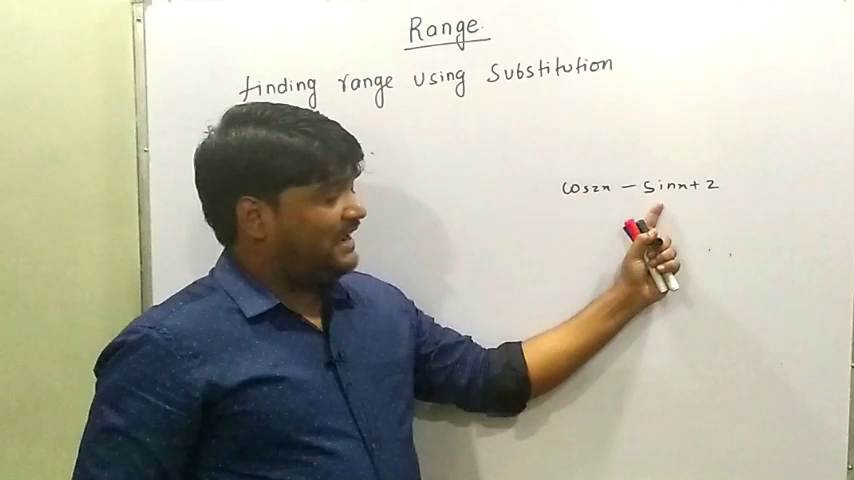 Range.
finding range using Substitution
cos2x - sinx + 2